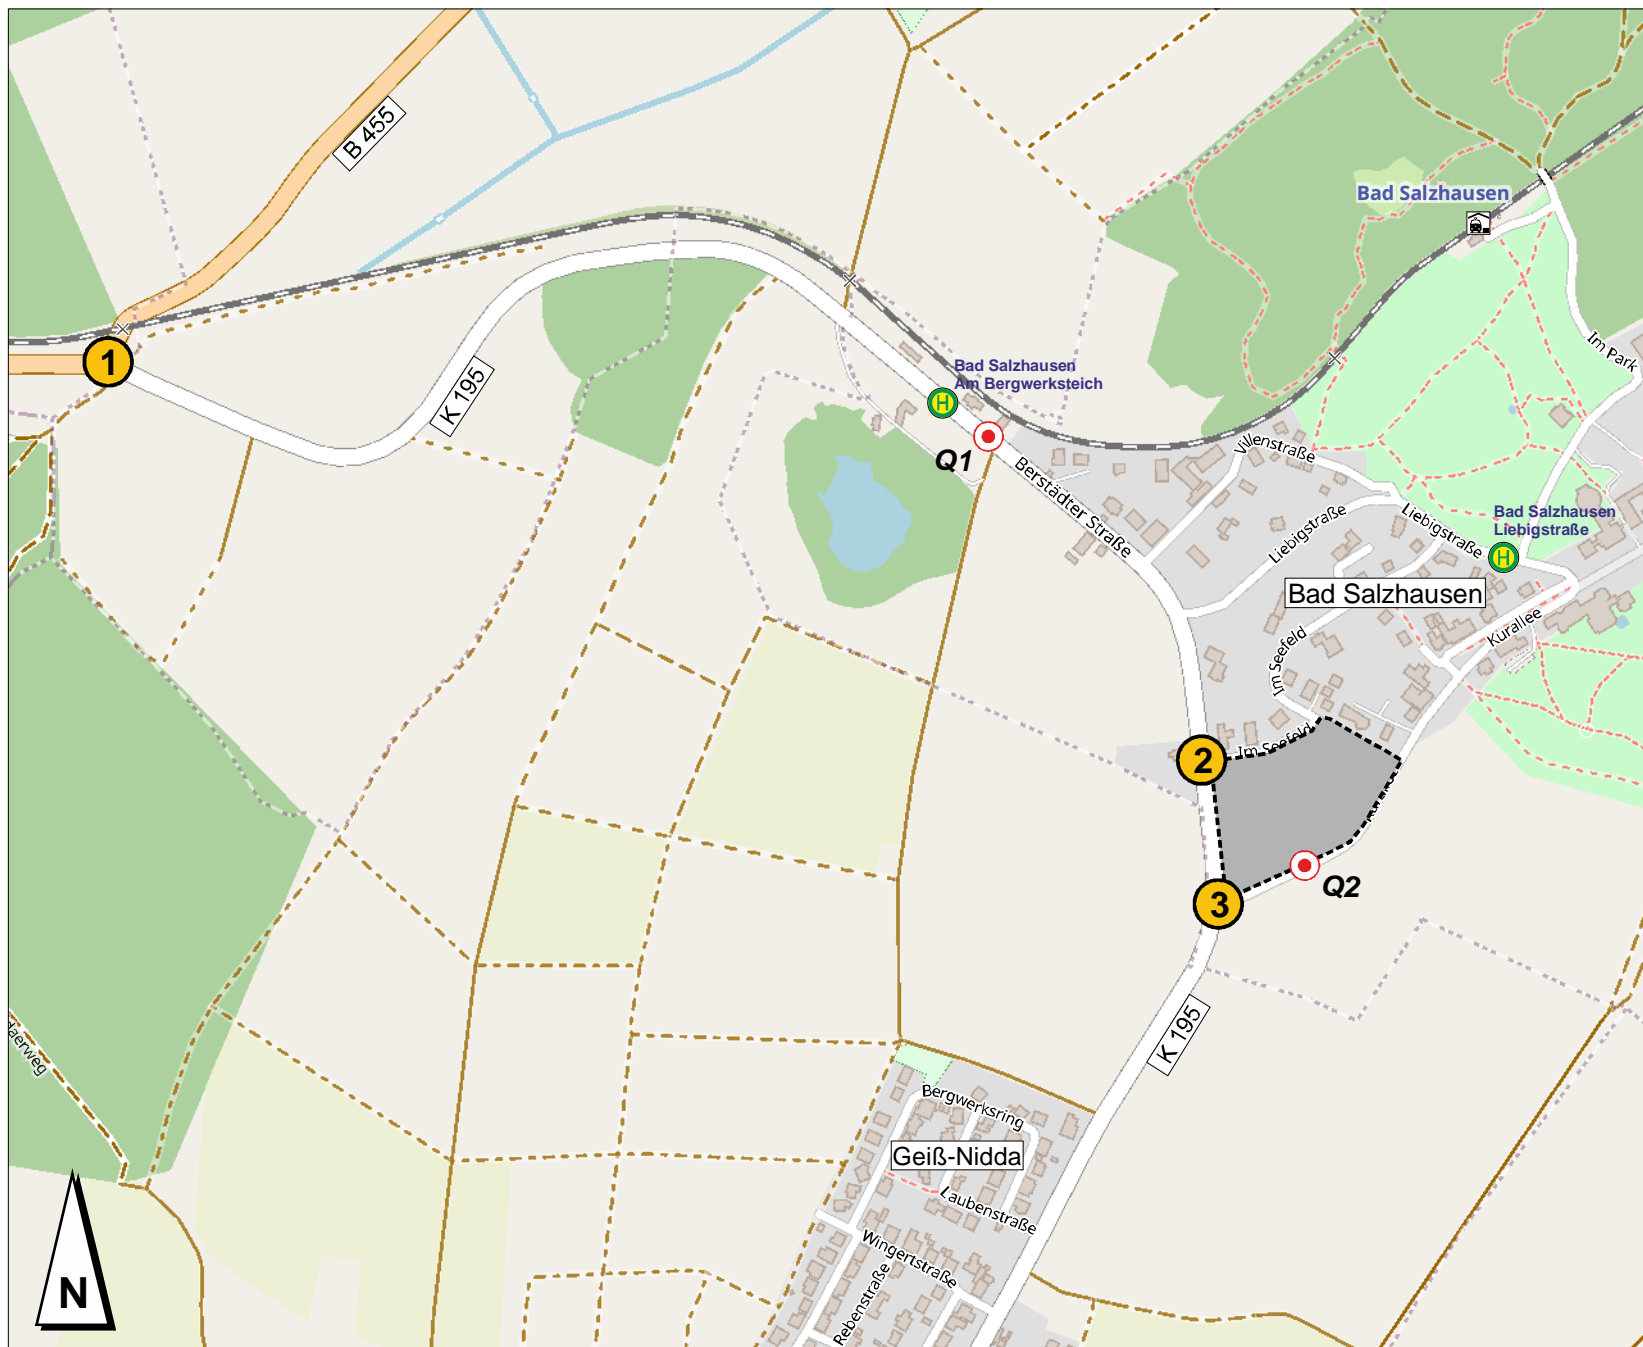 B 455
Bad Salzhausen
1
Im Park
K 195
Bad Salzhausen
Am Bergwerksteich
H
Q1
Villenstraße
Berstädter Straße
Liebigstraße
Liebigstraße
Bad Salzhausen
Liebigstraße
H
Bad Salzhausen
Kurallee
Im Seefeld
Im Seefeld
2
Q2
3
K 195
daerweg
Bergwerksring
Geiß-Nidda
Laubenstraße
Wingertstraße
Rebenstraße
N